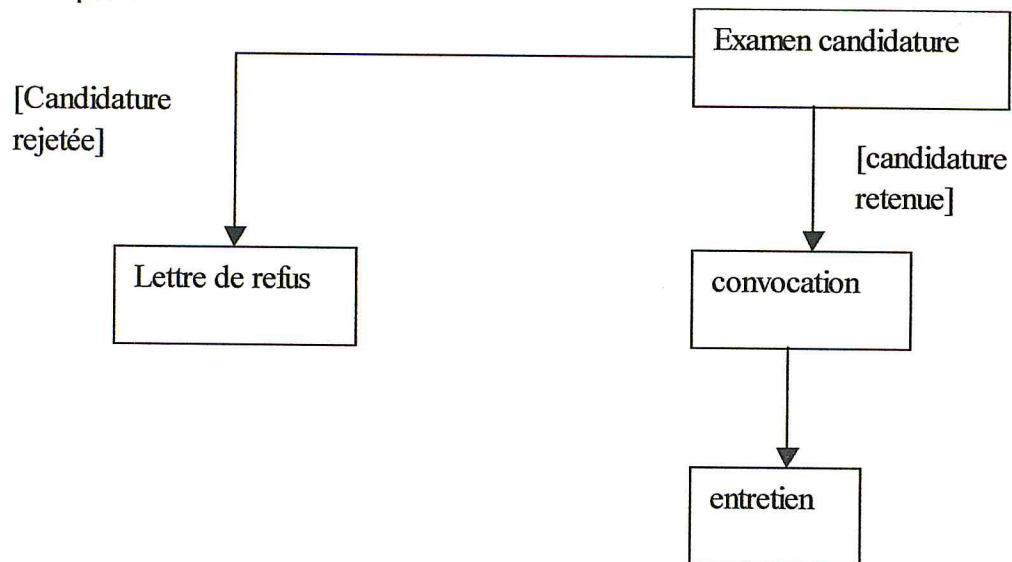 Examen candidature
[Candidature
rejetée]
[candidature
retenue]
Lettre de refus
convocation
entretien